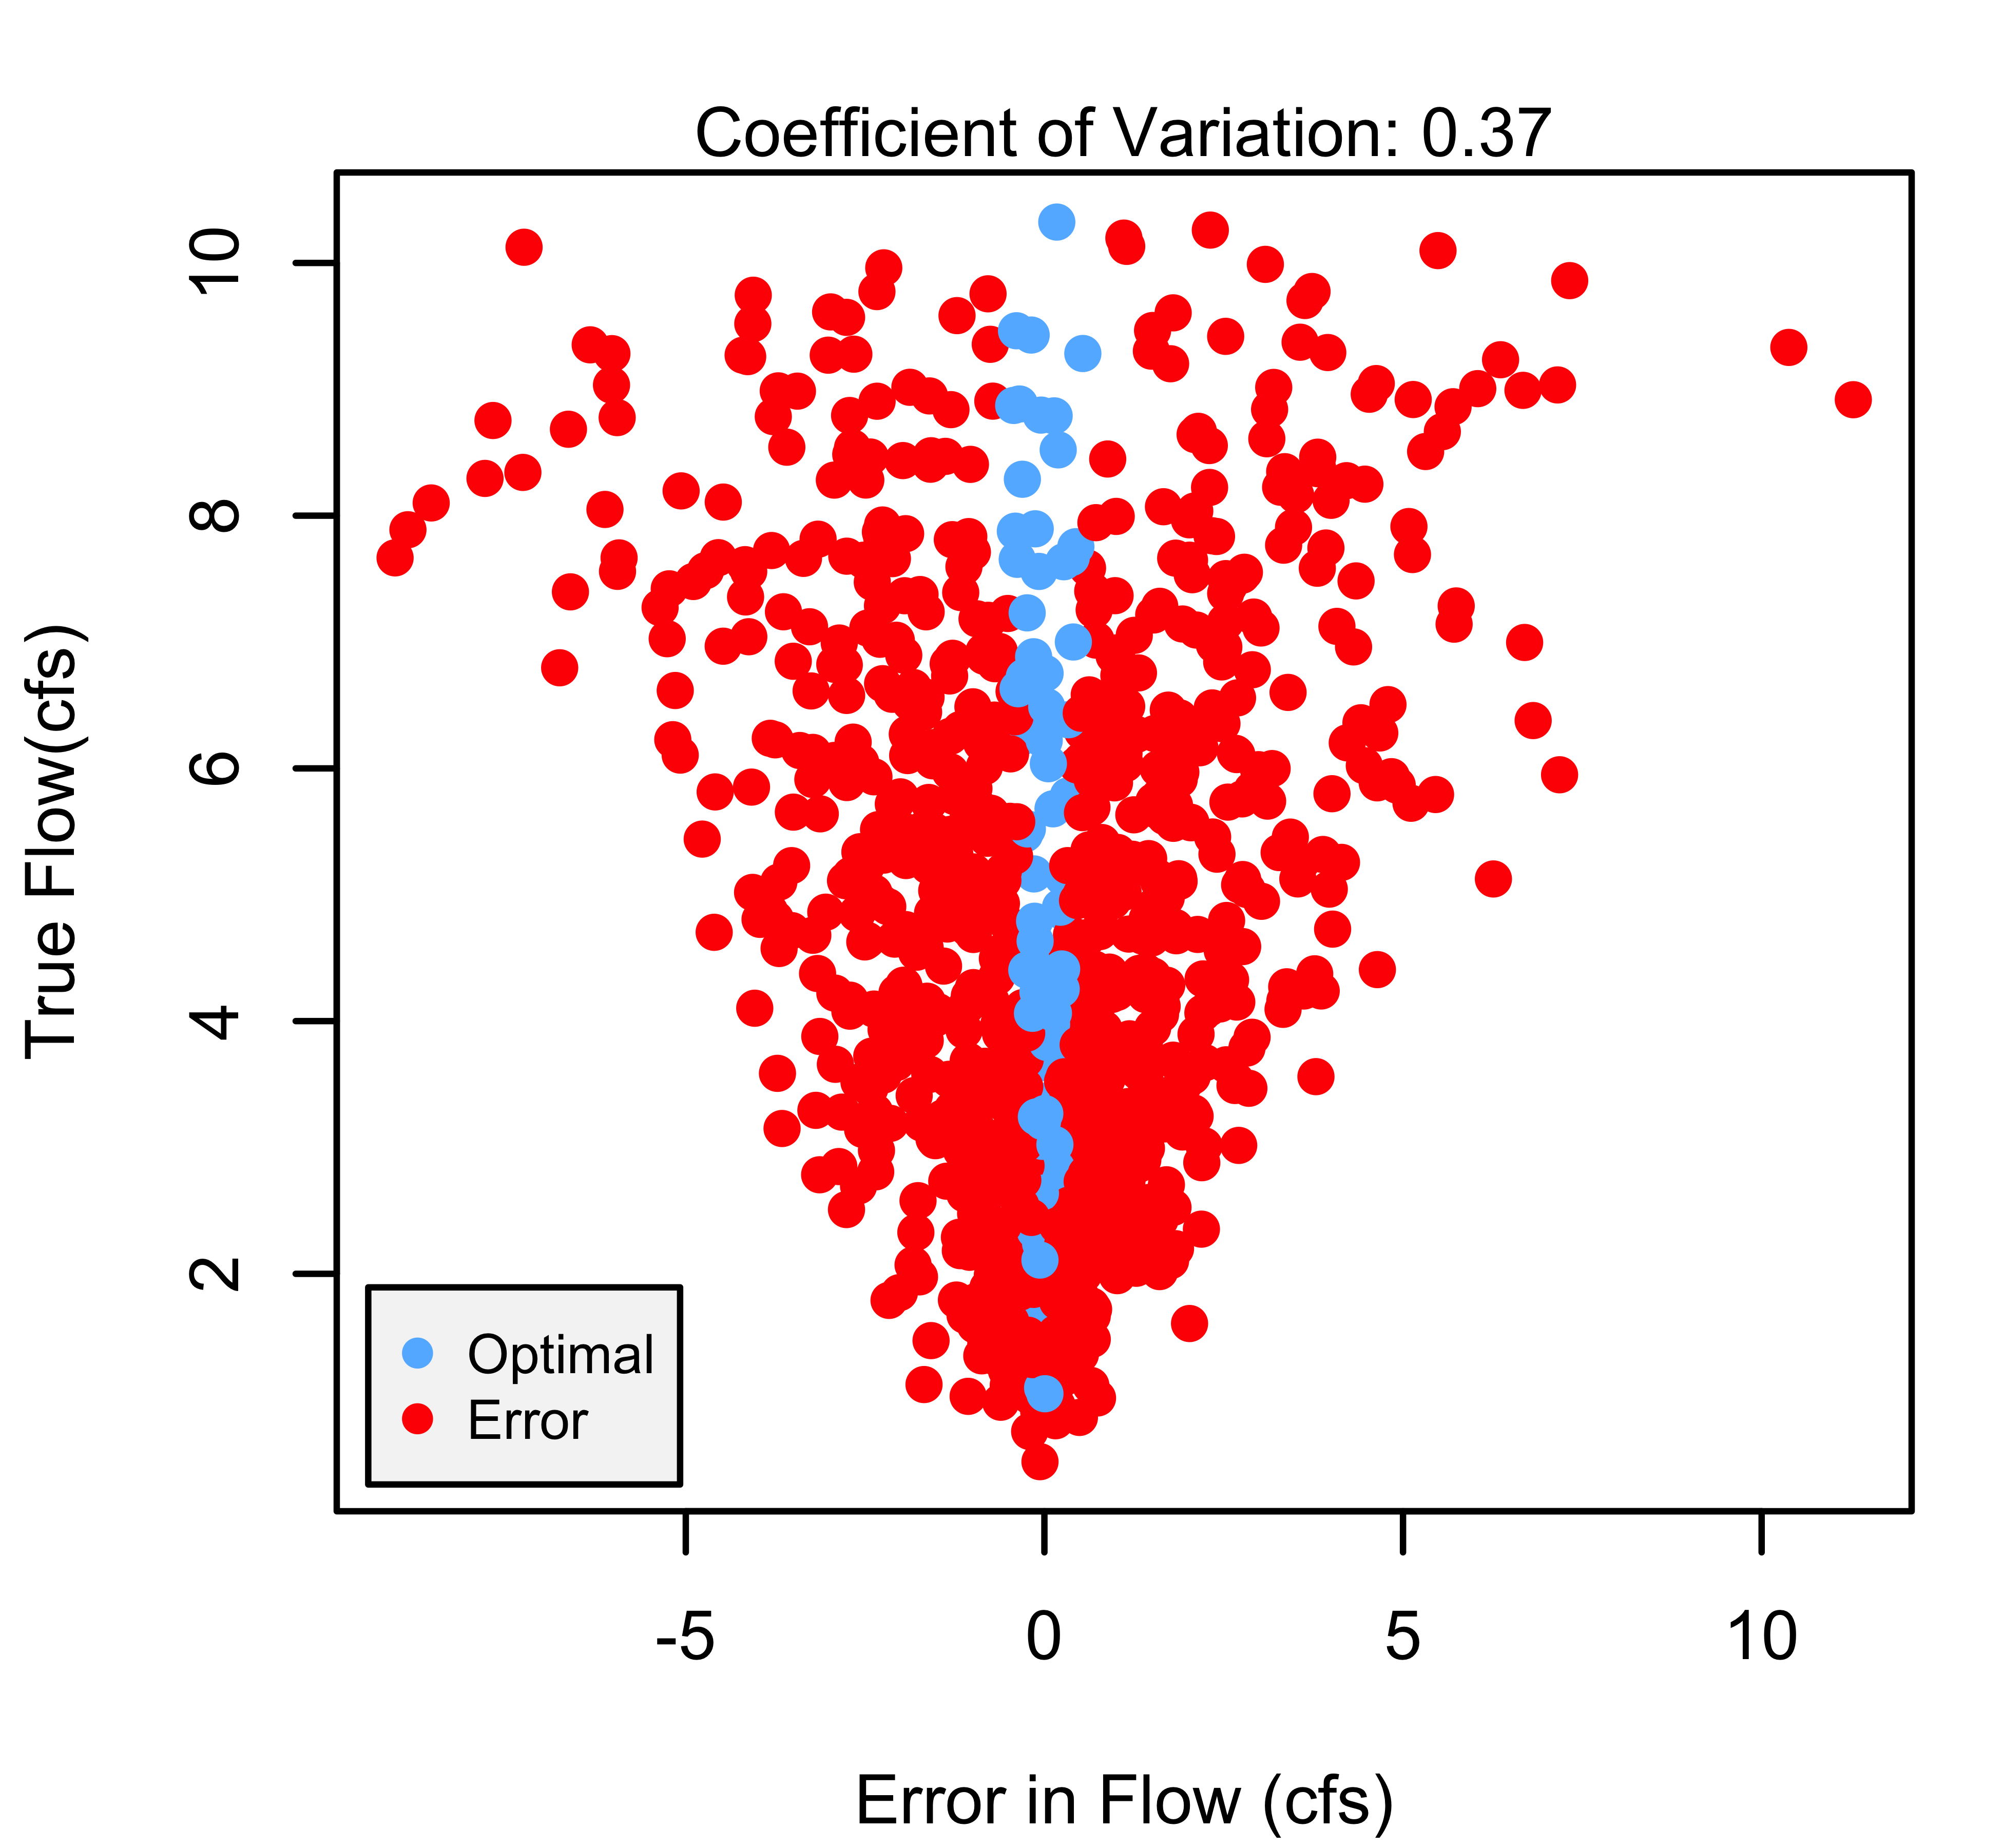 Coefficient of Variation: 0.37
True Flow(cfs)
10
8
6
4
2
Optimal
Error
-5 0 5 10
Error in Flow (cfs)